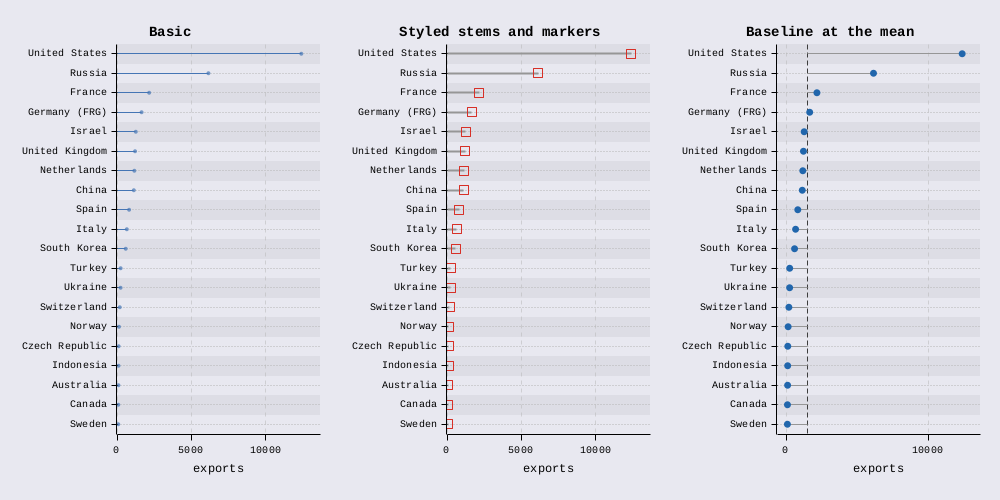 Basic
United States
Russia
France
Germany (FRG)
Israel
United Kingdom
Netherlands
China
Spain
Italy
South Korea
Turkey
Ukraine
Switzerland
Norway
Czech Republic
Indonesia
Australia
Canada
Sweden
0 5000 10000
exports
Styled stems and markers
United States
Russia
France
Germany (FRG)
Israel
United Kingdom
Netherlands
China
Spain
Italy
South Korea
Turkey
Ukraine
Switzerland
Norway
Czech Republic
Indonesia
Australia
Canada
Sweden
0 5000 10000
exports
Baseline at the mean
United States
Russia
France
Germany (FRG)
Israel
United Kingdom
Netherlands
China
Spain
Italy
South Korea
Turkey
Ukraine
Switzerland
Norway
Czech Republic
Indonesia
Australia
Canada
Sweden
0 10000
exports